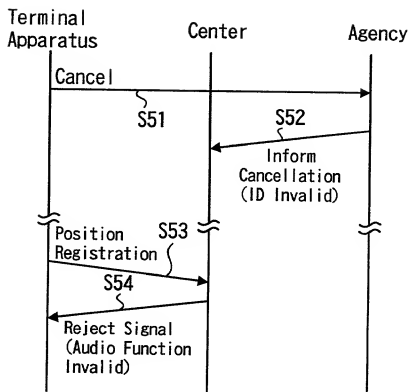 Terminal
Apparatus
Center
Agency
Cancel
S51
S52
Inform
Cancellation
(ID Invalid)
Position
Registration
S53
S54
Reject Signal
(Audio Function
Invalid)